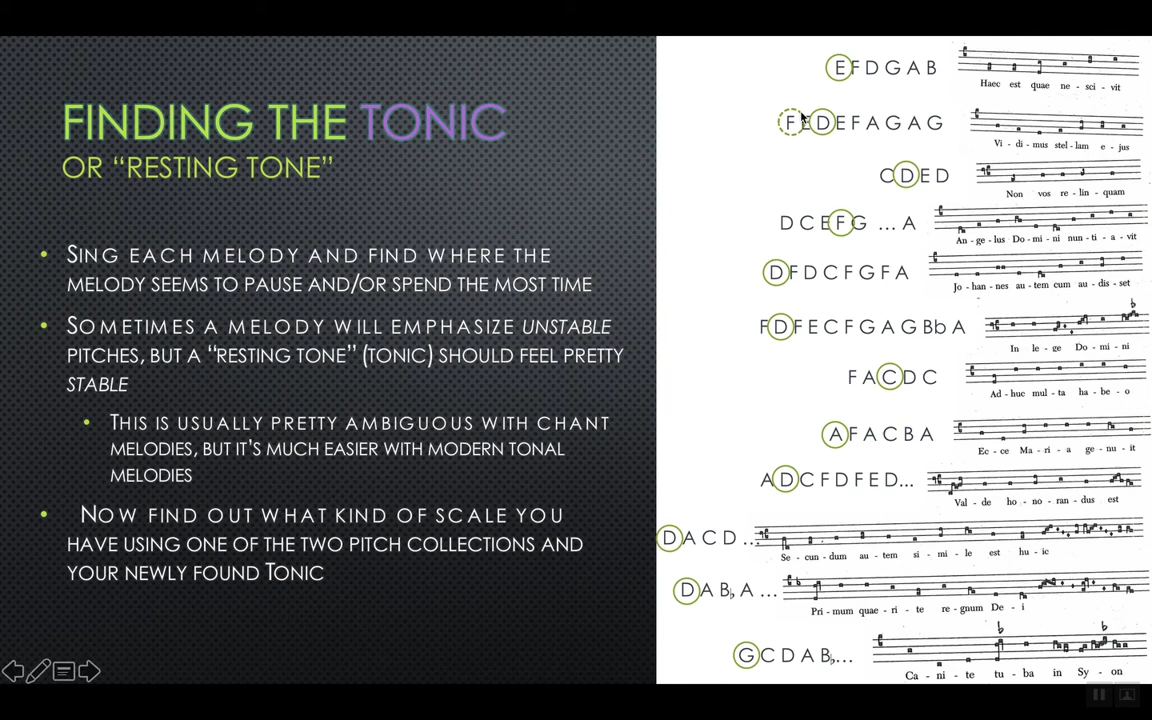 FINDING THE TONIC
OR “RESTING TONE”
• SING EACH MELODY AND FIND WHERE THE
MELODY SEEMS TO PAUSE AND/OR SPEND THE MOST TIME
• SOMETIMES A MELODY WILL EMPHASIZE UNSTABLE
PITCHES, BUT A “RESTING TONE” (TONIC) SHOULD FEEL PRETTY
STABLE
• THIS IS USUALLY PRETTY AMBIGUOUS WITH CHANT
MELODIES, BUT IT’S MUCH EASIER WITH MODERN TONAL
MELODIES
• NOW FIND OUT WHAT KIND OF SCALE YOU
HAVE USING ONE OF THE TWO PITCH COLLECTIONS AND
YOUR NEWLY FOUND TONIC
E F D G A B
Haec est quae ne - sci - vit
F E D E F A G A G
Vi - di - mus stel - lam e - jus
C D E D
Non vos re - lin - quam
D C E F G … A
An - ge - lus Do - mi - ni nun - ti - a - vit
D F D C F G F A
Jo - han - nes au - tem cum au - dis - set
F D F E C F G A G Bb A
In le - ge Do - mi - ni
F A C D C
Ad - huc mul - ta ha - be - o
A F A C B A
Ec - ce Ma - ri - a ge - nu - it
A D C F D F E D…
Val - de ho - no - ran - dus est
D A C D …
Se - cun - dum au - tem si - mi - le est hu - ic
D A B♭ A …
Pri - mum quae - ri - te re - gnum De - i
G C D A B♭…
Ca - ni - te tu - ba in Sy - on